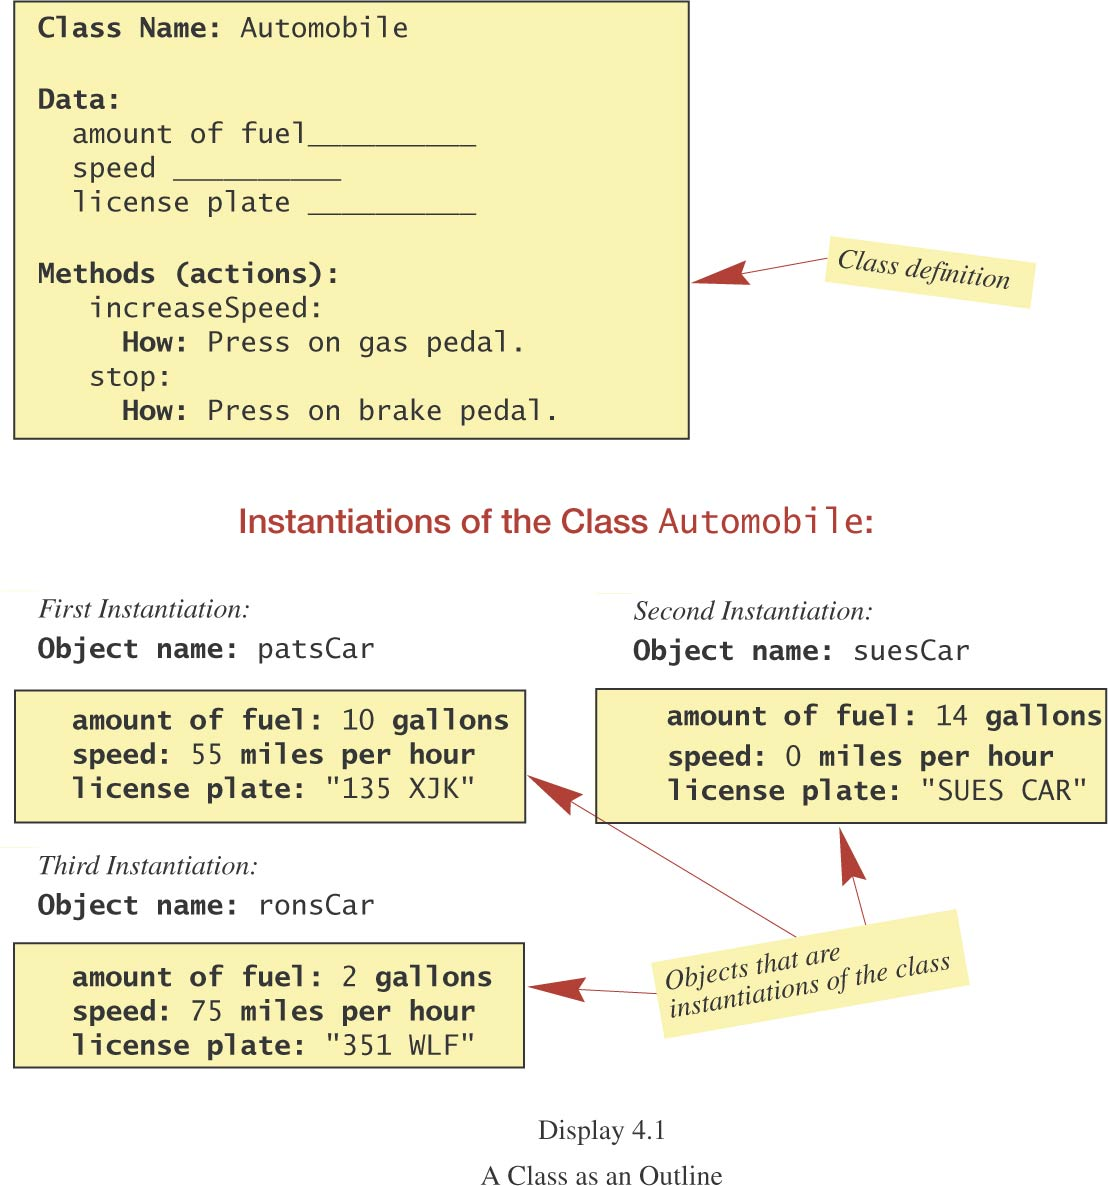 Class Name: Automobile
Data:
amount of fuel__________
speed __________
license plate __________
Methods (actions):
increaseSpeed:
How: Press on gas pedal.
stop:
How: Press on brake pedal.
Class definition
Instantiations of the Class Automobile:
First Instantiation:
Object name: patsCar
amount of fuel: 10 gallons
speed: 55 miles per hour
license plate: "135 XJK"
Second Instantiation:
Object name: suesCar
amount of fuel: 14 gallons
speed: 0 miles per hour
license plate: "SUES CAR"
Third Instantiation:
Object name: ronsCar
amount of fuel: 2 gallons
speed: 75 miles per hour
license plate: "351 WLF"
Objects that are
instantiations of the class
Display 4.1
A Class as an Outline